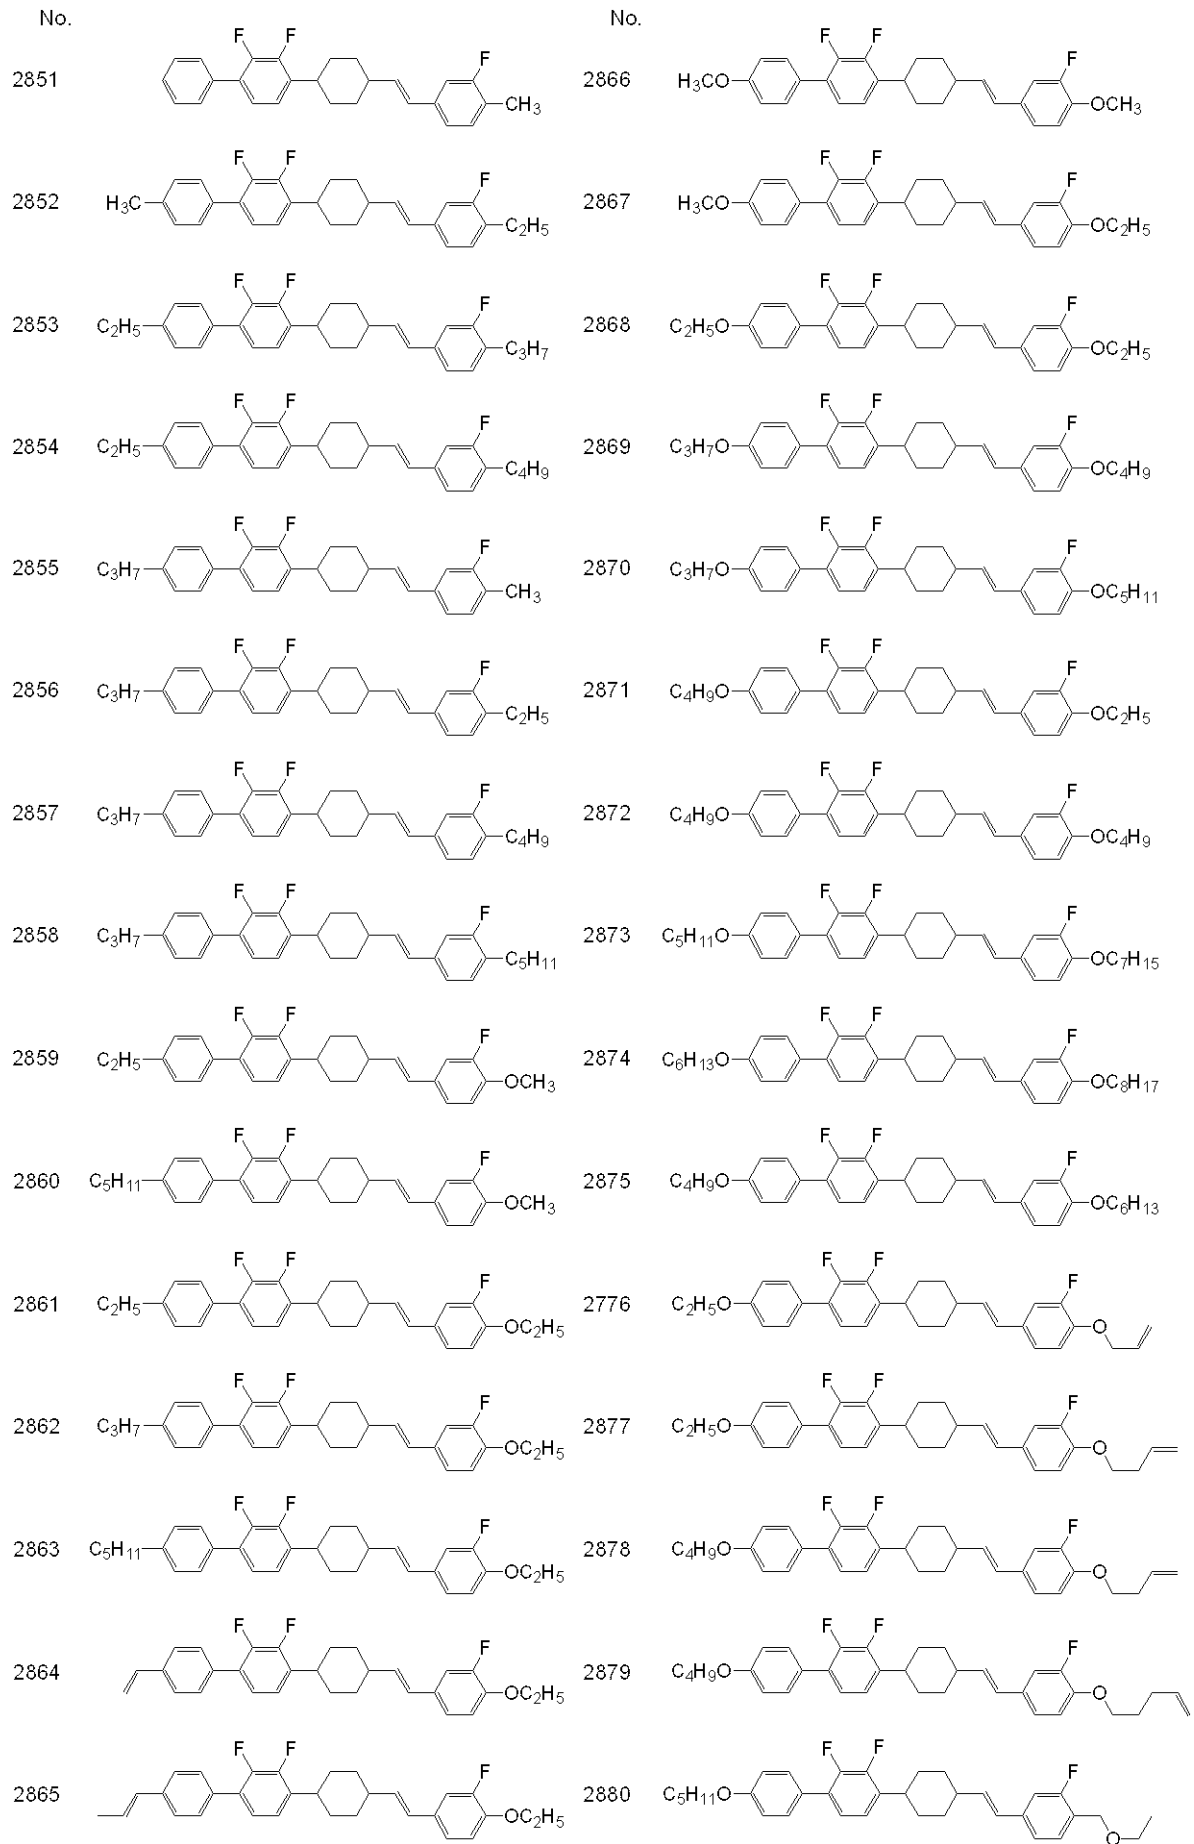 No.
2851 F F F CH3
2852 H3C F F F C2H5
2853 C2H5 F F F C3H7
2854 C2H5 F F F C4H9
2855 C3H7 F F F CH3
2856 C3H7 F F F C2H5
2857 C3H7 F F F C4H9
2858 C3H7 F F F C5H11
2859 C2H5 F F F OCH3
2860 C5H11 F F F OCH3
2861 C2H5 F F F OC2H5
2862 C3H7 F F F OC2H5
2863 C5H11 F F F OC2H5
2864 F F F OC2H5
2865 F F F OC2H5
No.
2866 H3CO F F F OCH3
2867 H3CO F F F OC2H5
2868 C2H5O F F F OC2H5
2869 C3H7O F F F OC4H9
2870 C3H7O F F F OC5H11
2871 C4H9O F F F OC2H5
2872 C4H9O F F F OC4H9
2873 C5H11O F F F OC7H15
2874 C6H13O F F F OC8H17
2875 C4H9O F F F OC6H13
2776 C2H5O F F F O
2877 C2H5O F F F O
2878 C4H9O F F F O
2879 C4H9O F F F O
2880 C5H11O F F F O